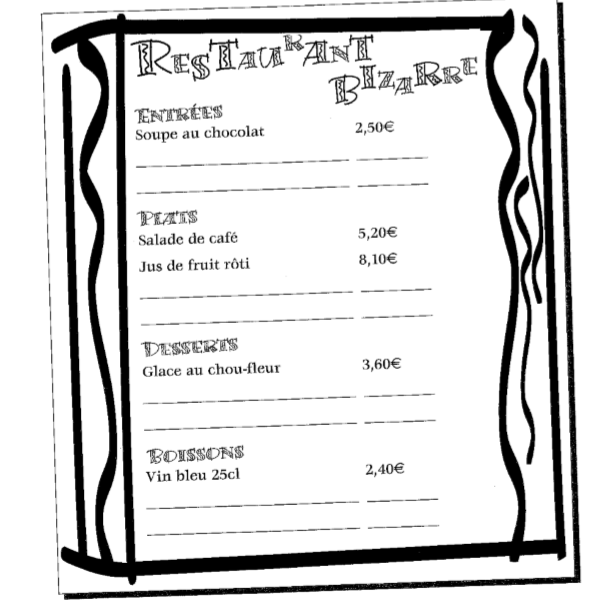 Restaurant
Bizarre
Entrées
Soupe au chocolat 2,50€
Plats
Salade de café 5,20€
Jus de fruit rôti 8,10€
Desserts
Glace au chou-fleur 3,60€
Boissons
Vin bleu 25cl 2,40€